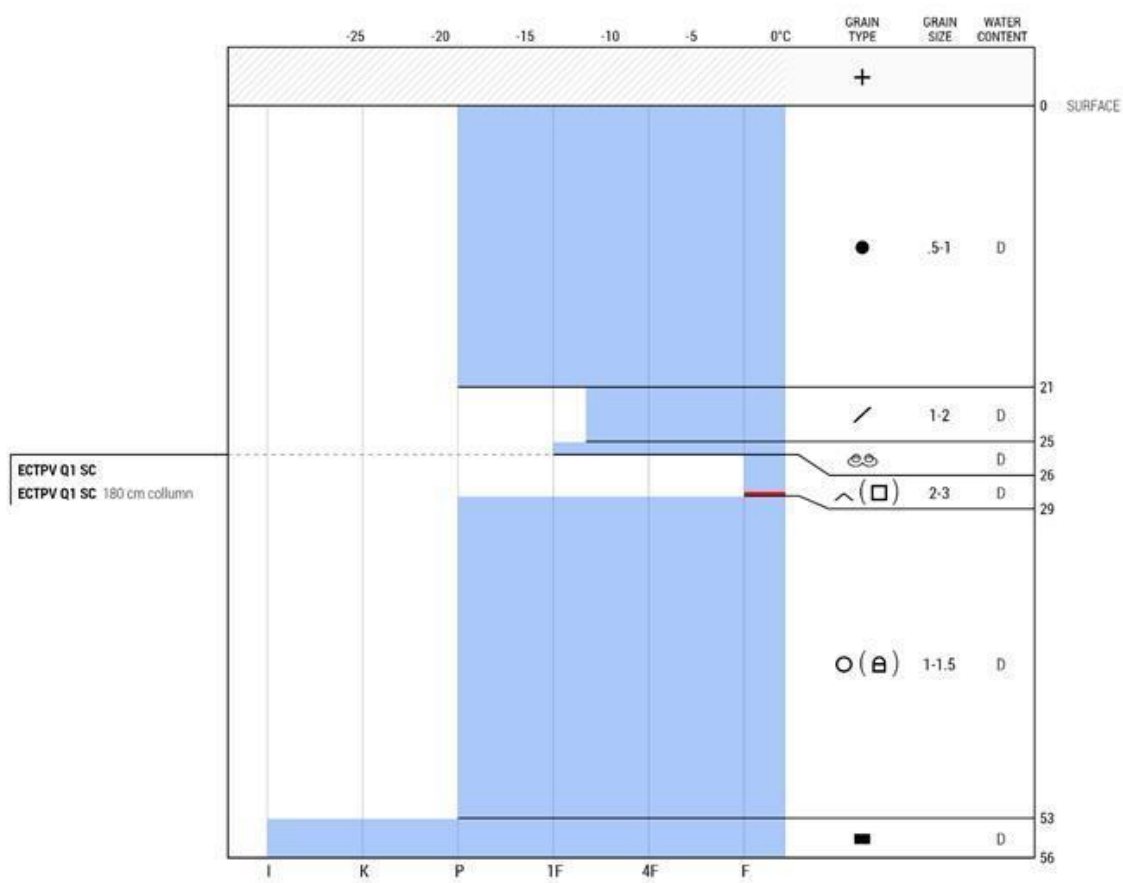 -25 -20 -15 -10 -5 0°C GRAIN TYPE GRAIN SIZE WATER CONTENT
0 SURFACE
.5-1 D
21
1-2 D
25
D
26
2-3 D
29
ECTPV Q1 SC
ECTPV Q1 SC 180 cm collumn
1-1.5 D
53
D
56
I K P 1F 4F F